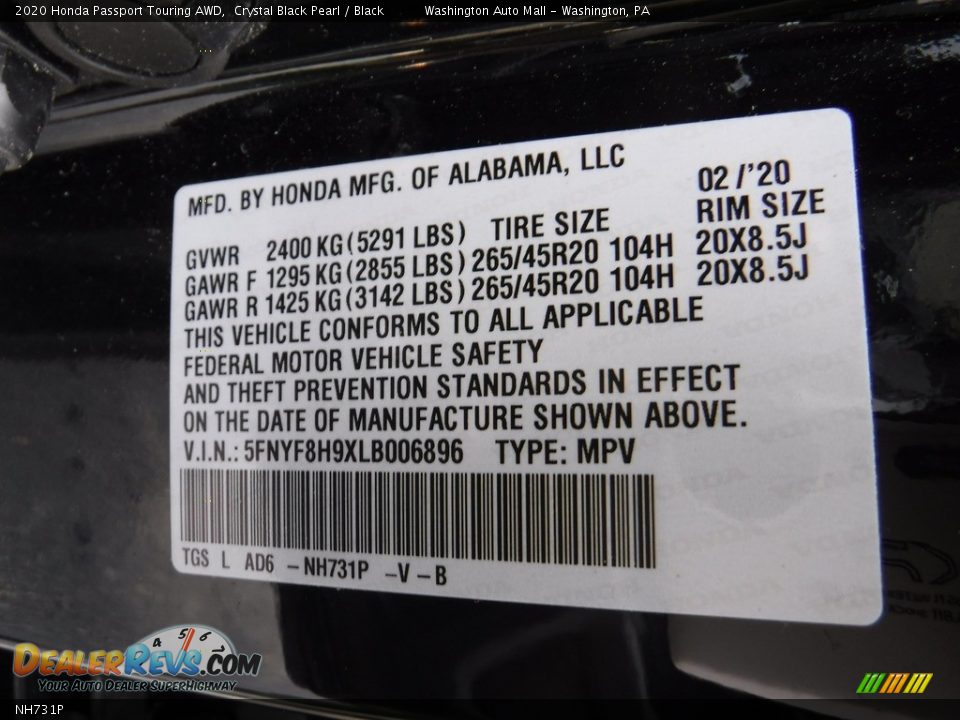 2020 Honda Passport Touring AWD,  Crystal Black Pearl / Black          Washington Auto Mall - Washington, PA
MFD. BY HONDA MFG. OF ALABAMA, LLC    02 /'20
GVWR  2400 KG (5291 LBS)  TIRE SIZE    RIM SIZE
GAWR F 1295 KG (2855 LBS) 265/45R20 104H  20X8.5J
GAWR R 1425 KG (3142 LBS) 265/45R20 104H  20X8.5J
THIS VEHICLE CONFORMS TO ALL APPLICABLE
FEDERAL MOTOR VEHICLE SAFETY
AND THEFT PREVENTION STANDARDS IN EFFECT
ON THE DATE OF MANUFACTURE SHOWN ABOVE.
V.I.N.: 5FNYF8H9XLB006896   TYPE: MPV
TGS  L  AD6  - NH731P  - V - B
4 5 6
DEALERREVS.COM
YOUR AUTO DEALER SUPERHIGHWAY
NH731P